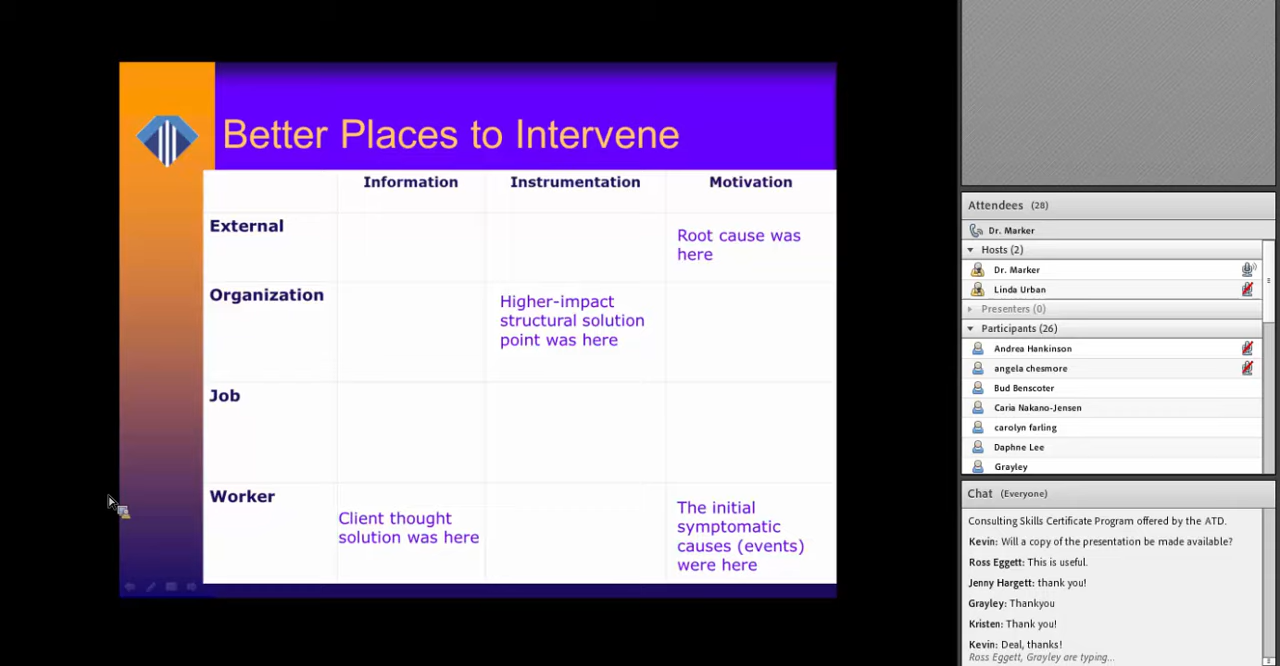 Better Places to Intervene
Information Instrumentation Motivation
External
Root cause was
here
Organization
Higher-impact
structural solution
point was here
Job
Worker
Client thought
solution was here
The initial
symptomatic
causes (events)
were here
Attendees (28)
Dr. Marker
Hosts (2)
Dr. Marker
Linda Urban
Presenters (0)
Participants (26)
Andrea Hankinson
angela chesmore
Bud Benscoter
Caria Nakano-Jensen
carolyn farling
Daphne Lee
Grayley
Chat (Everyone)
Consulting Skills Certificate Program offered by the ATD.
Kevin: Will a copy of the presentation be made available?
Ross Eggett: This is useful.
Jenny Hargett: thank you!
Grayley: Thankyou
Kristen: Thank you!
Kevin: Deal, thanks!
Ross Eggett, Grayley are typing...